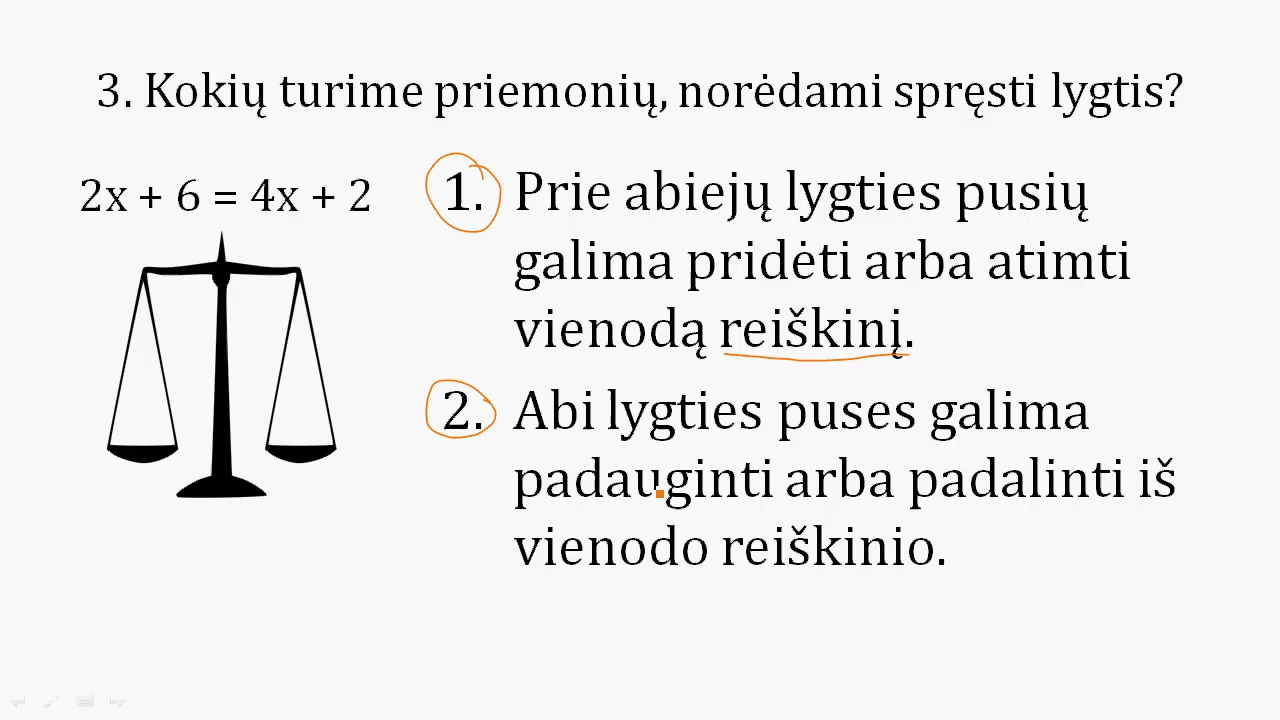 3. Kokių turime priemonių, norėdami spręsti lygtis?
2x + 6 = 4x + 2
1. Prie abiejų lygties pusių
galima pridėti arba atimti
vienodą reiškinį.
2. Abi lygties puses galima
padauginti arba padalinti iš
vienodo reiškinio.